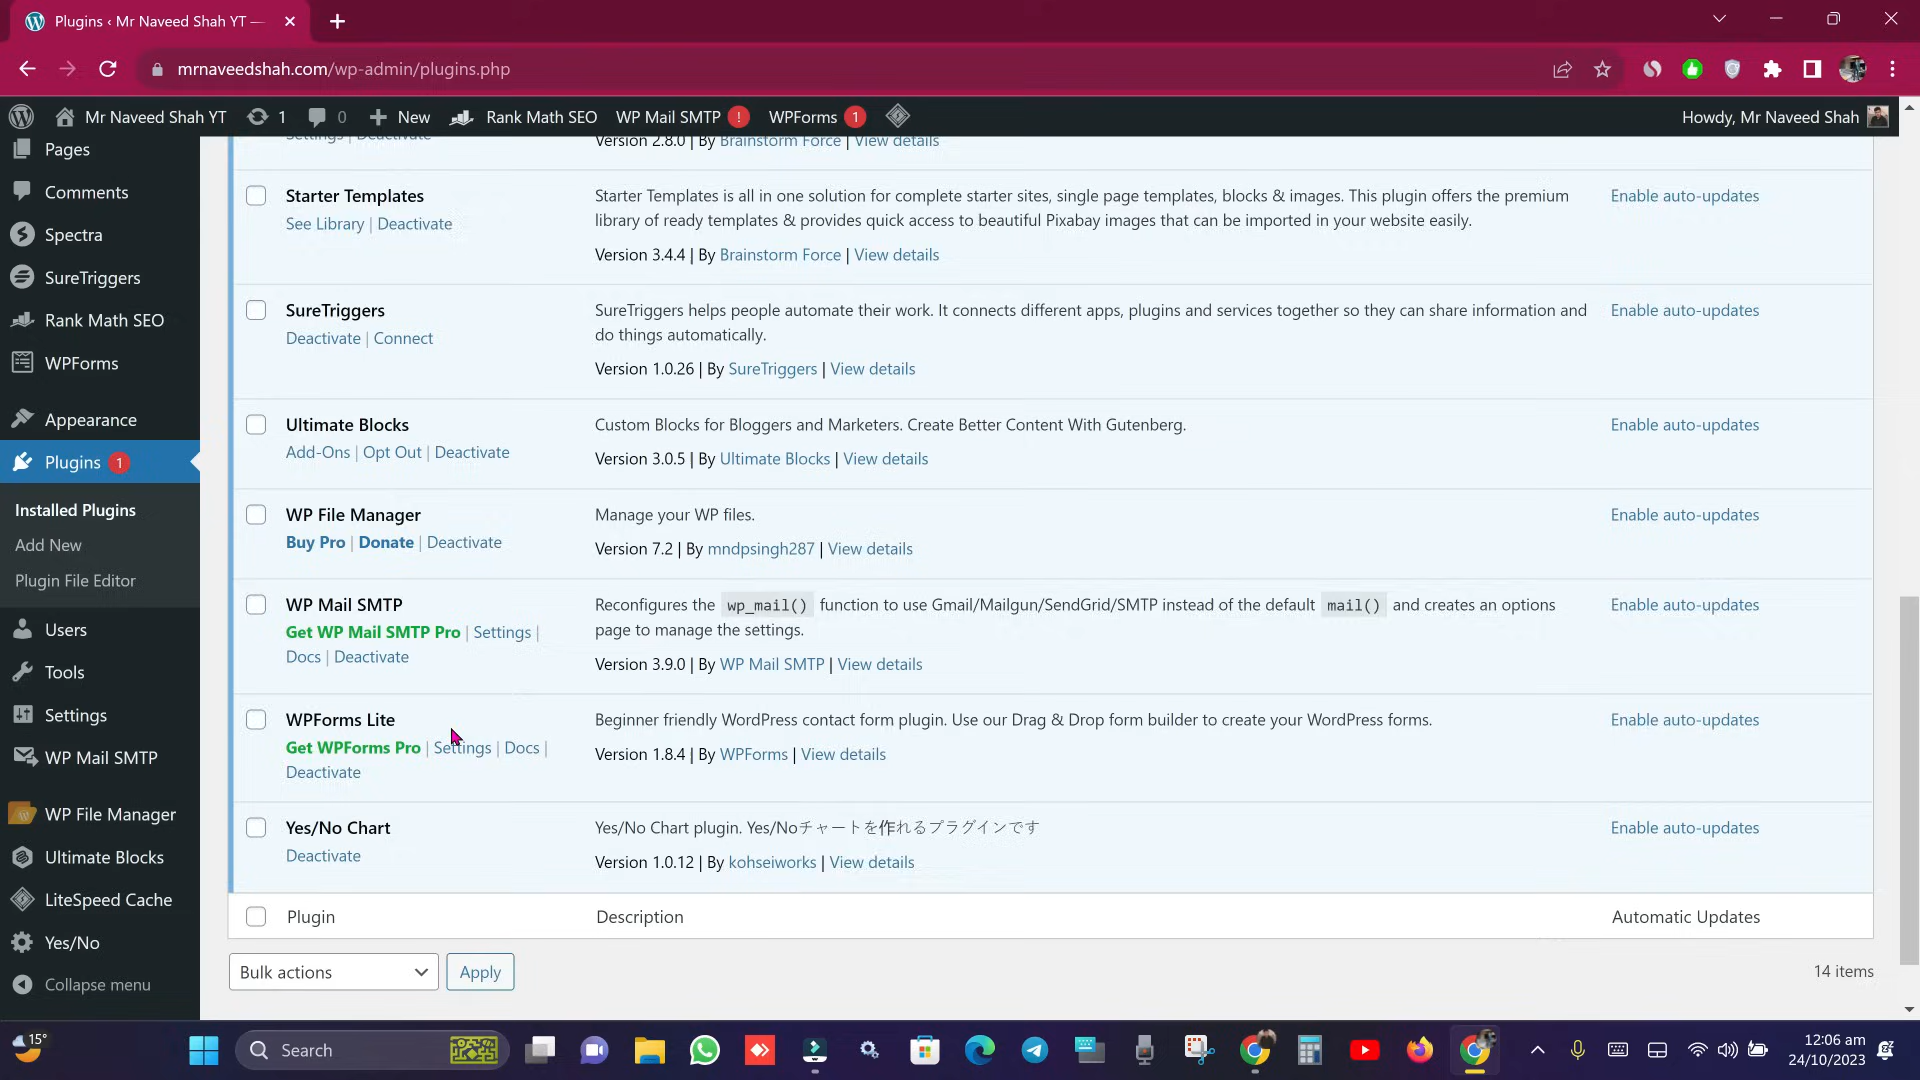 Plugins ‹ Mr Naveed Shah YT —
mrnaveedshah.com/wp-admin/plugins.php
Mr Naveed Shah YT 1 0 New Rank Math SEO WP Mail SMTP ! WPForms 1 Howdy, Mr Naveed Shah
Pages
Comments
Spectra
SureTriggers
Rank Math SEO
WPForms
Appearance
Plugins 1
Installed Plugins
Add New
Plugin File Editor
Users
Tools
Settings
WP Mail SMTP
WP File Manager
Ultimate Blocks
LiteSpeed Cache
Yes/No
Collapse menu
Settings | Deactivate
Version 2.8.0 | By Brainstorm Force | View details
Starter Templates
See Library | Deactivate
Starter Templates is all in one solution for complete starter sites, single page templates, blocks & images. This plugin offers the premium
library of ready templates & provides quick access to beautiful Pixabay images that can be imported in your website easily.
Version 3.4.4 | By Brainstorm Force | View details
Enable auto-updates
SureTriggers
Deactivate | Connect
SureTriggers helps people automate their work. It connects different apps, plugins and services together so they can share information and
do things automatically.
Version 1.0.26 | By SureTriggers | View details
Enable auto-updates
Ultimate Blocks
Add-Ons | Opt Out | Deactivate
Custom Blocks for Bloggers and Marketers. Create Better Content With Gutenberg.
Version 3.0.5 | By Ultimate Blocks | View details
Enable auto-updates
WP File Manager
Buy Pro | Donate | Deactivate
Manage your WP files.
Version 7.2 | By mndpsingh287 | View details
Enable auto-updates
WP Mail SMTP
Get WP Mail SMTP Pro | Settings |
Docs | Deactivate
Reconfigures the wp_mail() function to use Gmail/Mailgun/SendGrid/SMTP instead of the default mail() and creates an options
page to manage the settings.
Version 3.9.0 | By WP Mail SMTP | View details
Enable auto-updates
WPForms Lite
Get WPForms Pro | Settings | Docs |
Deactivate
Beginner friendly WordPress contact form plugin. Use our Drag & Drop form builder to create your WordPress forms.
Version 1.8.4 | By WPForms | View details
Enable auto-updates
Yes/No Chart
Deactivate
Yes/No Chart plugin. Yes/Noチャートを作れるプラグインです
Version 1.0.12 | By kohseiworks | View details
Enable auto-updates
Plugin Description Automatic Updates
Bulk actions Apply 14 items
15° Search 12:06 am
24/10/2023